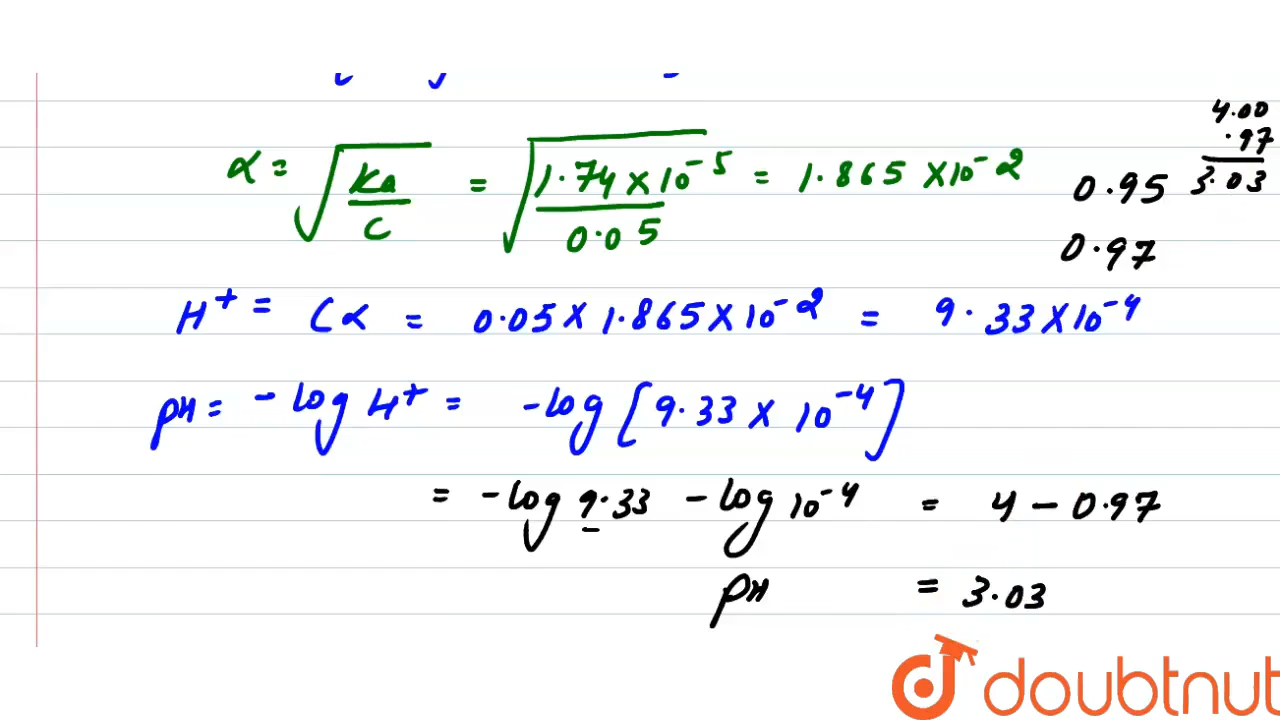 4.00
.97
3.03
α = √(Ka/C) = √(1.74 × 10⁻⁵/0.05) = 1.865 × 10⁻²
0.95
0.97
H⁺ = Cα = 0.05 × 1.865 × 10⁻² = 9.33 × 10⁻⁴
pH = -log H⁺ = -log [9.33 × 10⁻⁴]
= -log 9.33 - log 10⁻⁴ = 4 - 0.97
pH = 3.03
doubtnut